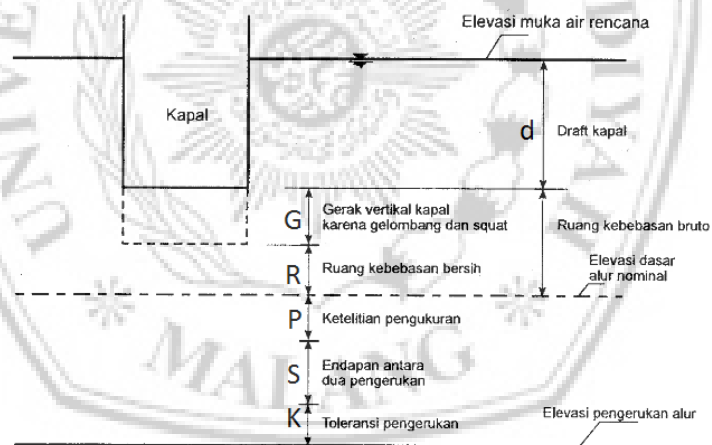 Elevasi muka air rencana
Kapal
d
Draft kapal
G
Gerak vertikal kapal
karena gelombang dan squat
Ruang kebebasan bruto
R
Ruang kebebasan bersih
Elevasi dasar
alur nominal
P
Ketelitian pengukuran
S
Endapan antara
dua pengerukan
K
Toleransi pengerukan
Elevasi pengerukan alur
MALANG